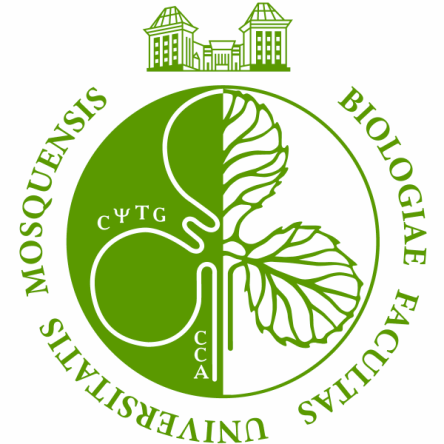 BIOLOGIAE FACULTAS UNIVERSITATIS MOSQUENSIS
CΨTG
CCA